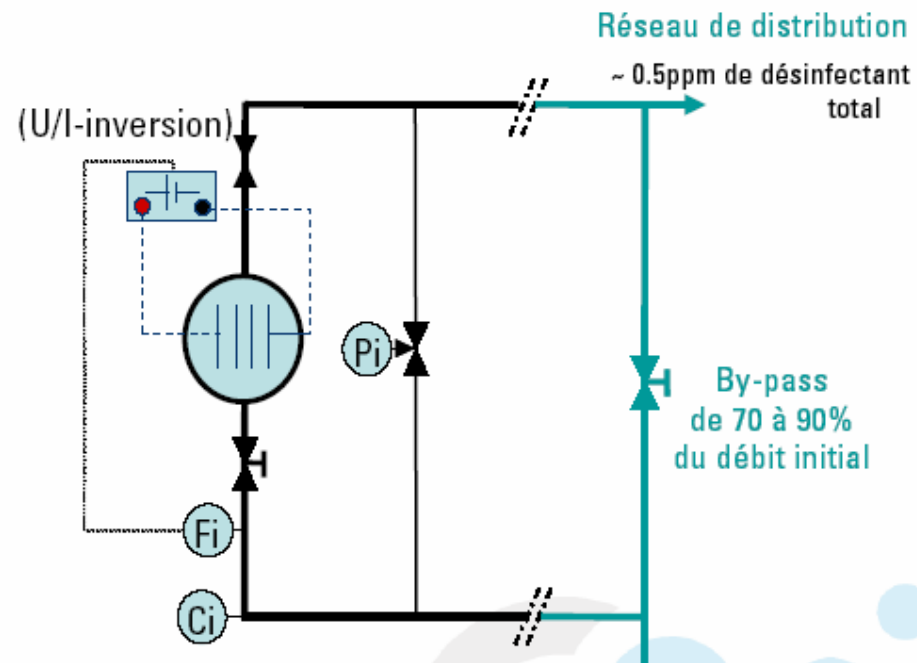 Réseau de distribution
~ 0.5ppm de désinfectant
total
(U/I-inversion)
Pi
By-pass
de 70 à 90%
du débit initial
Fi
Ci